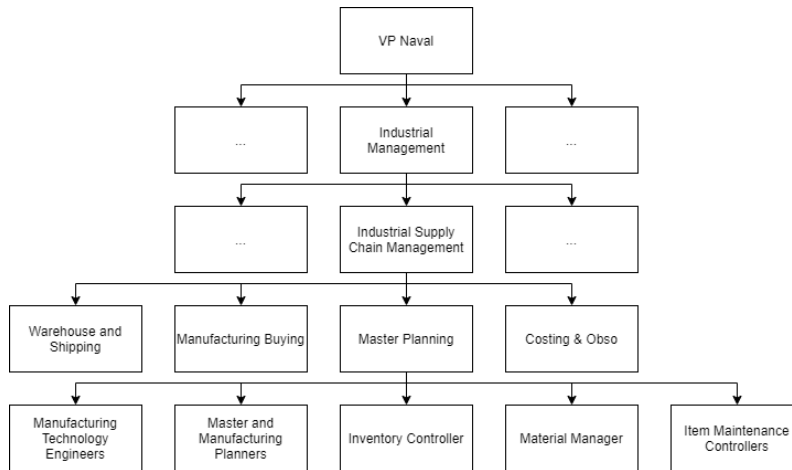 VP Naval
...
Industrial
Management
...
...
Industrial Supply
Chain Management
...
Warehouse and
Shipping
Manufacturing Buying
Master Planning
Costing & Obso
Manufacturing
Technology
Engineers
Master and
Manufacturing
Planners
Inventory Controller
Material Manager
Item Maintenance
Controllers